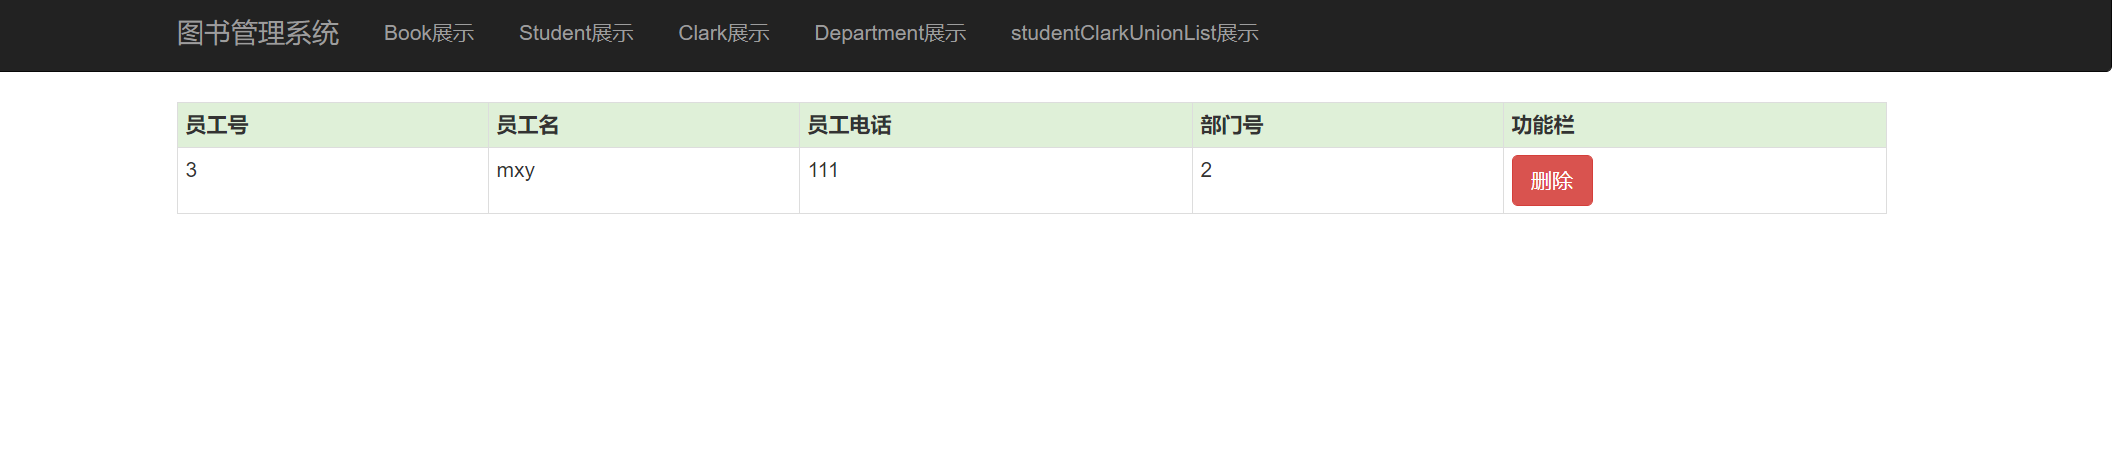 图书管理系统 Book展示 Student展示 Clark展示 Department展示 studentClarkUnionList展示
员工号 员工名 员工电话 部门号 功能栏
3 mxy 111 2 删除